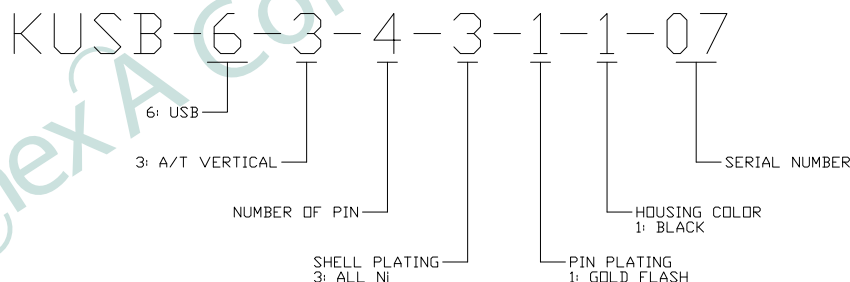 KUSB-6-3-4-3-1-1-07
6: USB
3: A/T VERTICAL
SERIAL NUMBER
NUMBER OF PIN
HOUSING COLOR
1: BLACK
SHELL PLATING
3: ALL Ni
PIN PLATING
1: GOLD FLASH